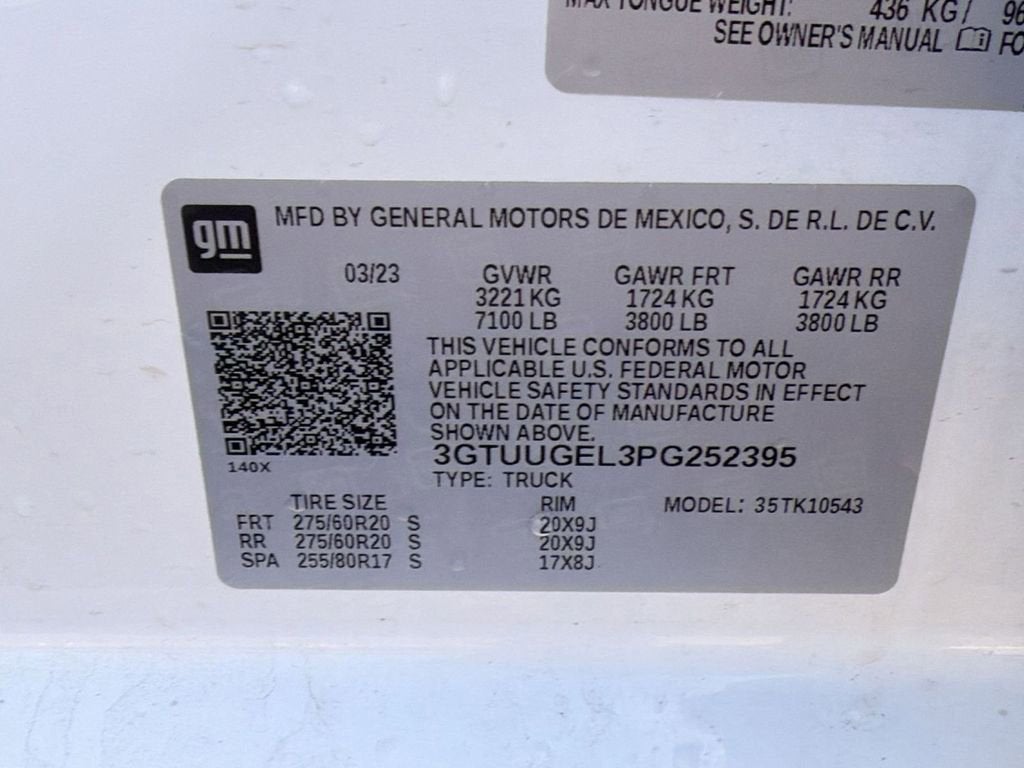 MAX TONGUE WEIGHT: 436 KG/ 96
SEE OWNER'S MANUAL FO
gm
MFD BY GENERAL MOTORS DE MEXICO, S. DE R.L. DE C.V.
03/23 GVWR GAWR FRT GAWR RR
3221 KG 1724 KG 1724 KG
7100 LB 3800 LB 3800 LB
THIS VEHICLE CONFORMS TO ALL
APPLICABLE U.S. FEDERAL MOTOR
VEHICLE SAFETY STANDARDS IN EFFECT
ON THE DATE OF MANUFACTURE
SHOWN ABOVE.
3GTUUGEL3PG252395
140X
TYPE: TRUCK
TIRE SIZE RIM MODEL: 35TK10543
FRT 275/60R20 S 20X9J
RR 275/60R20 S 20X9J
SPA 255/80R17 S 17X8J